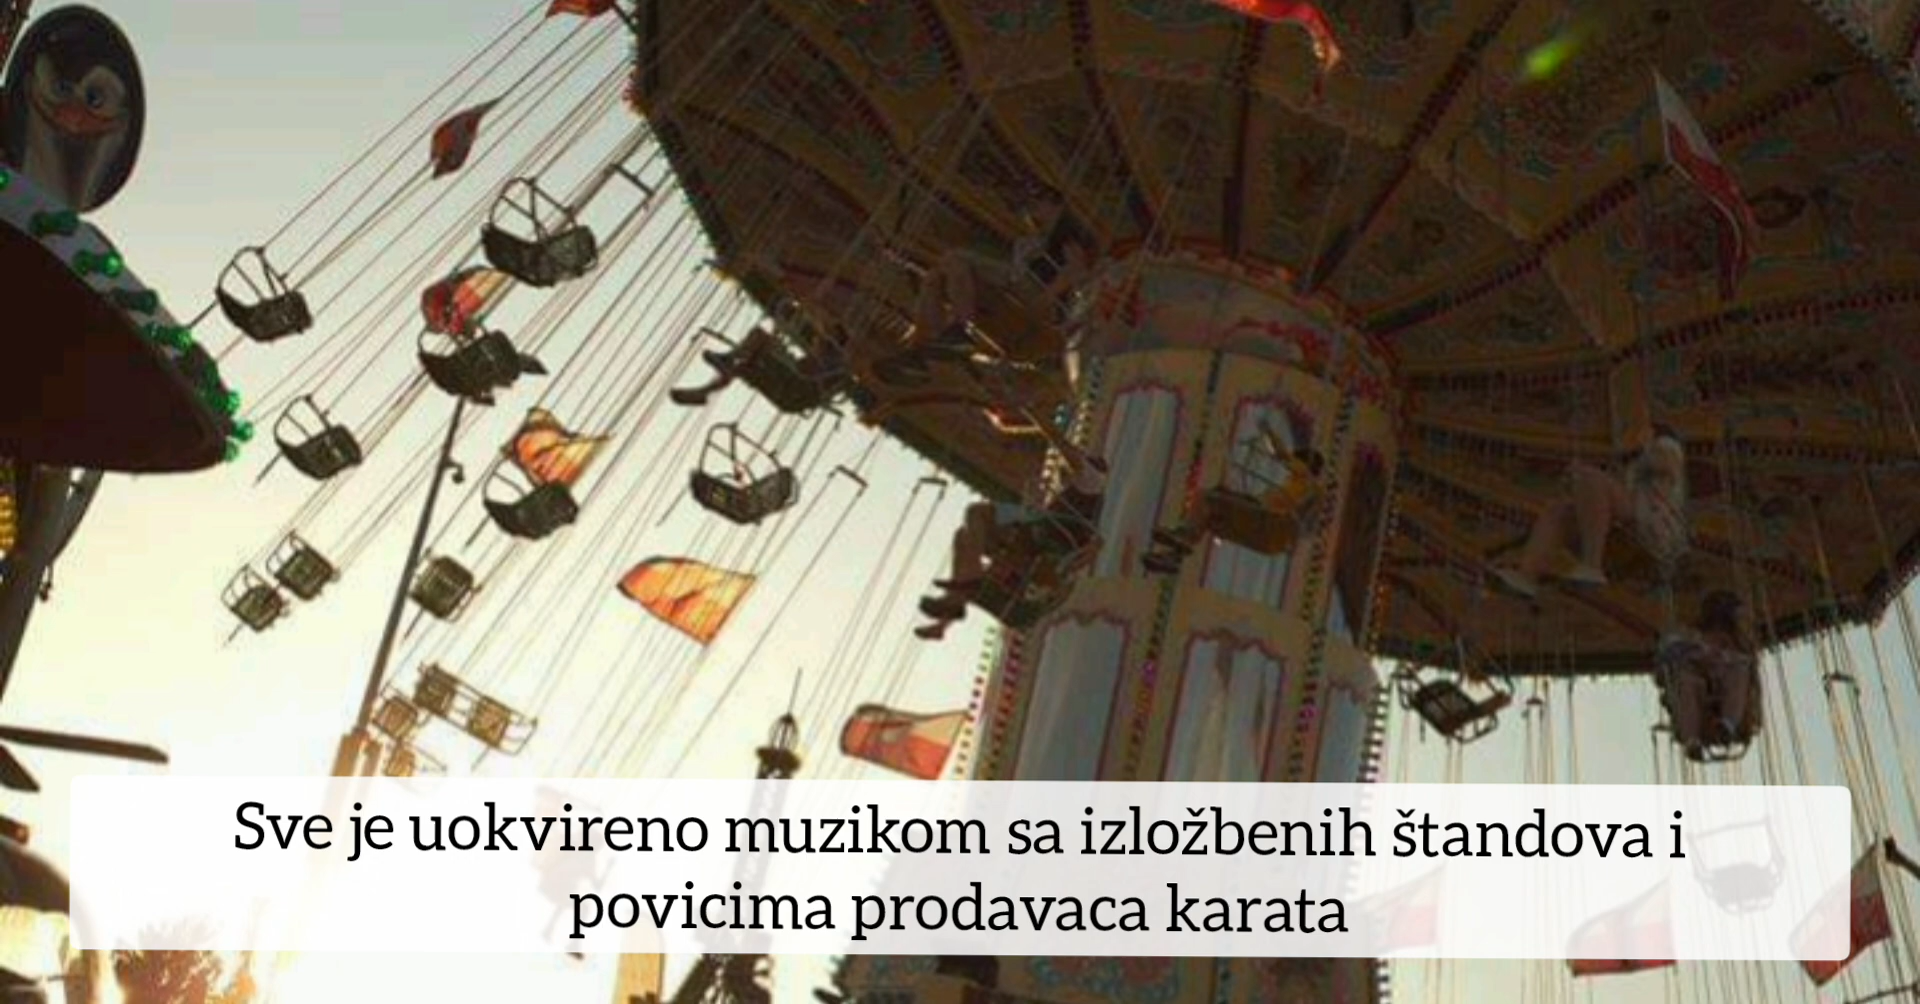 Sve je uokvireno muzikom sa izložbenih štandova i
povicima prodavaca karata